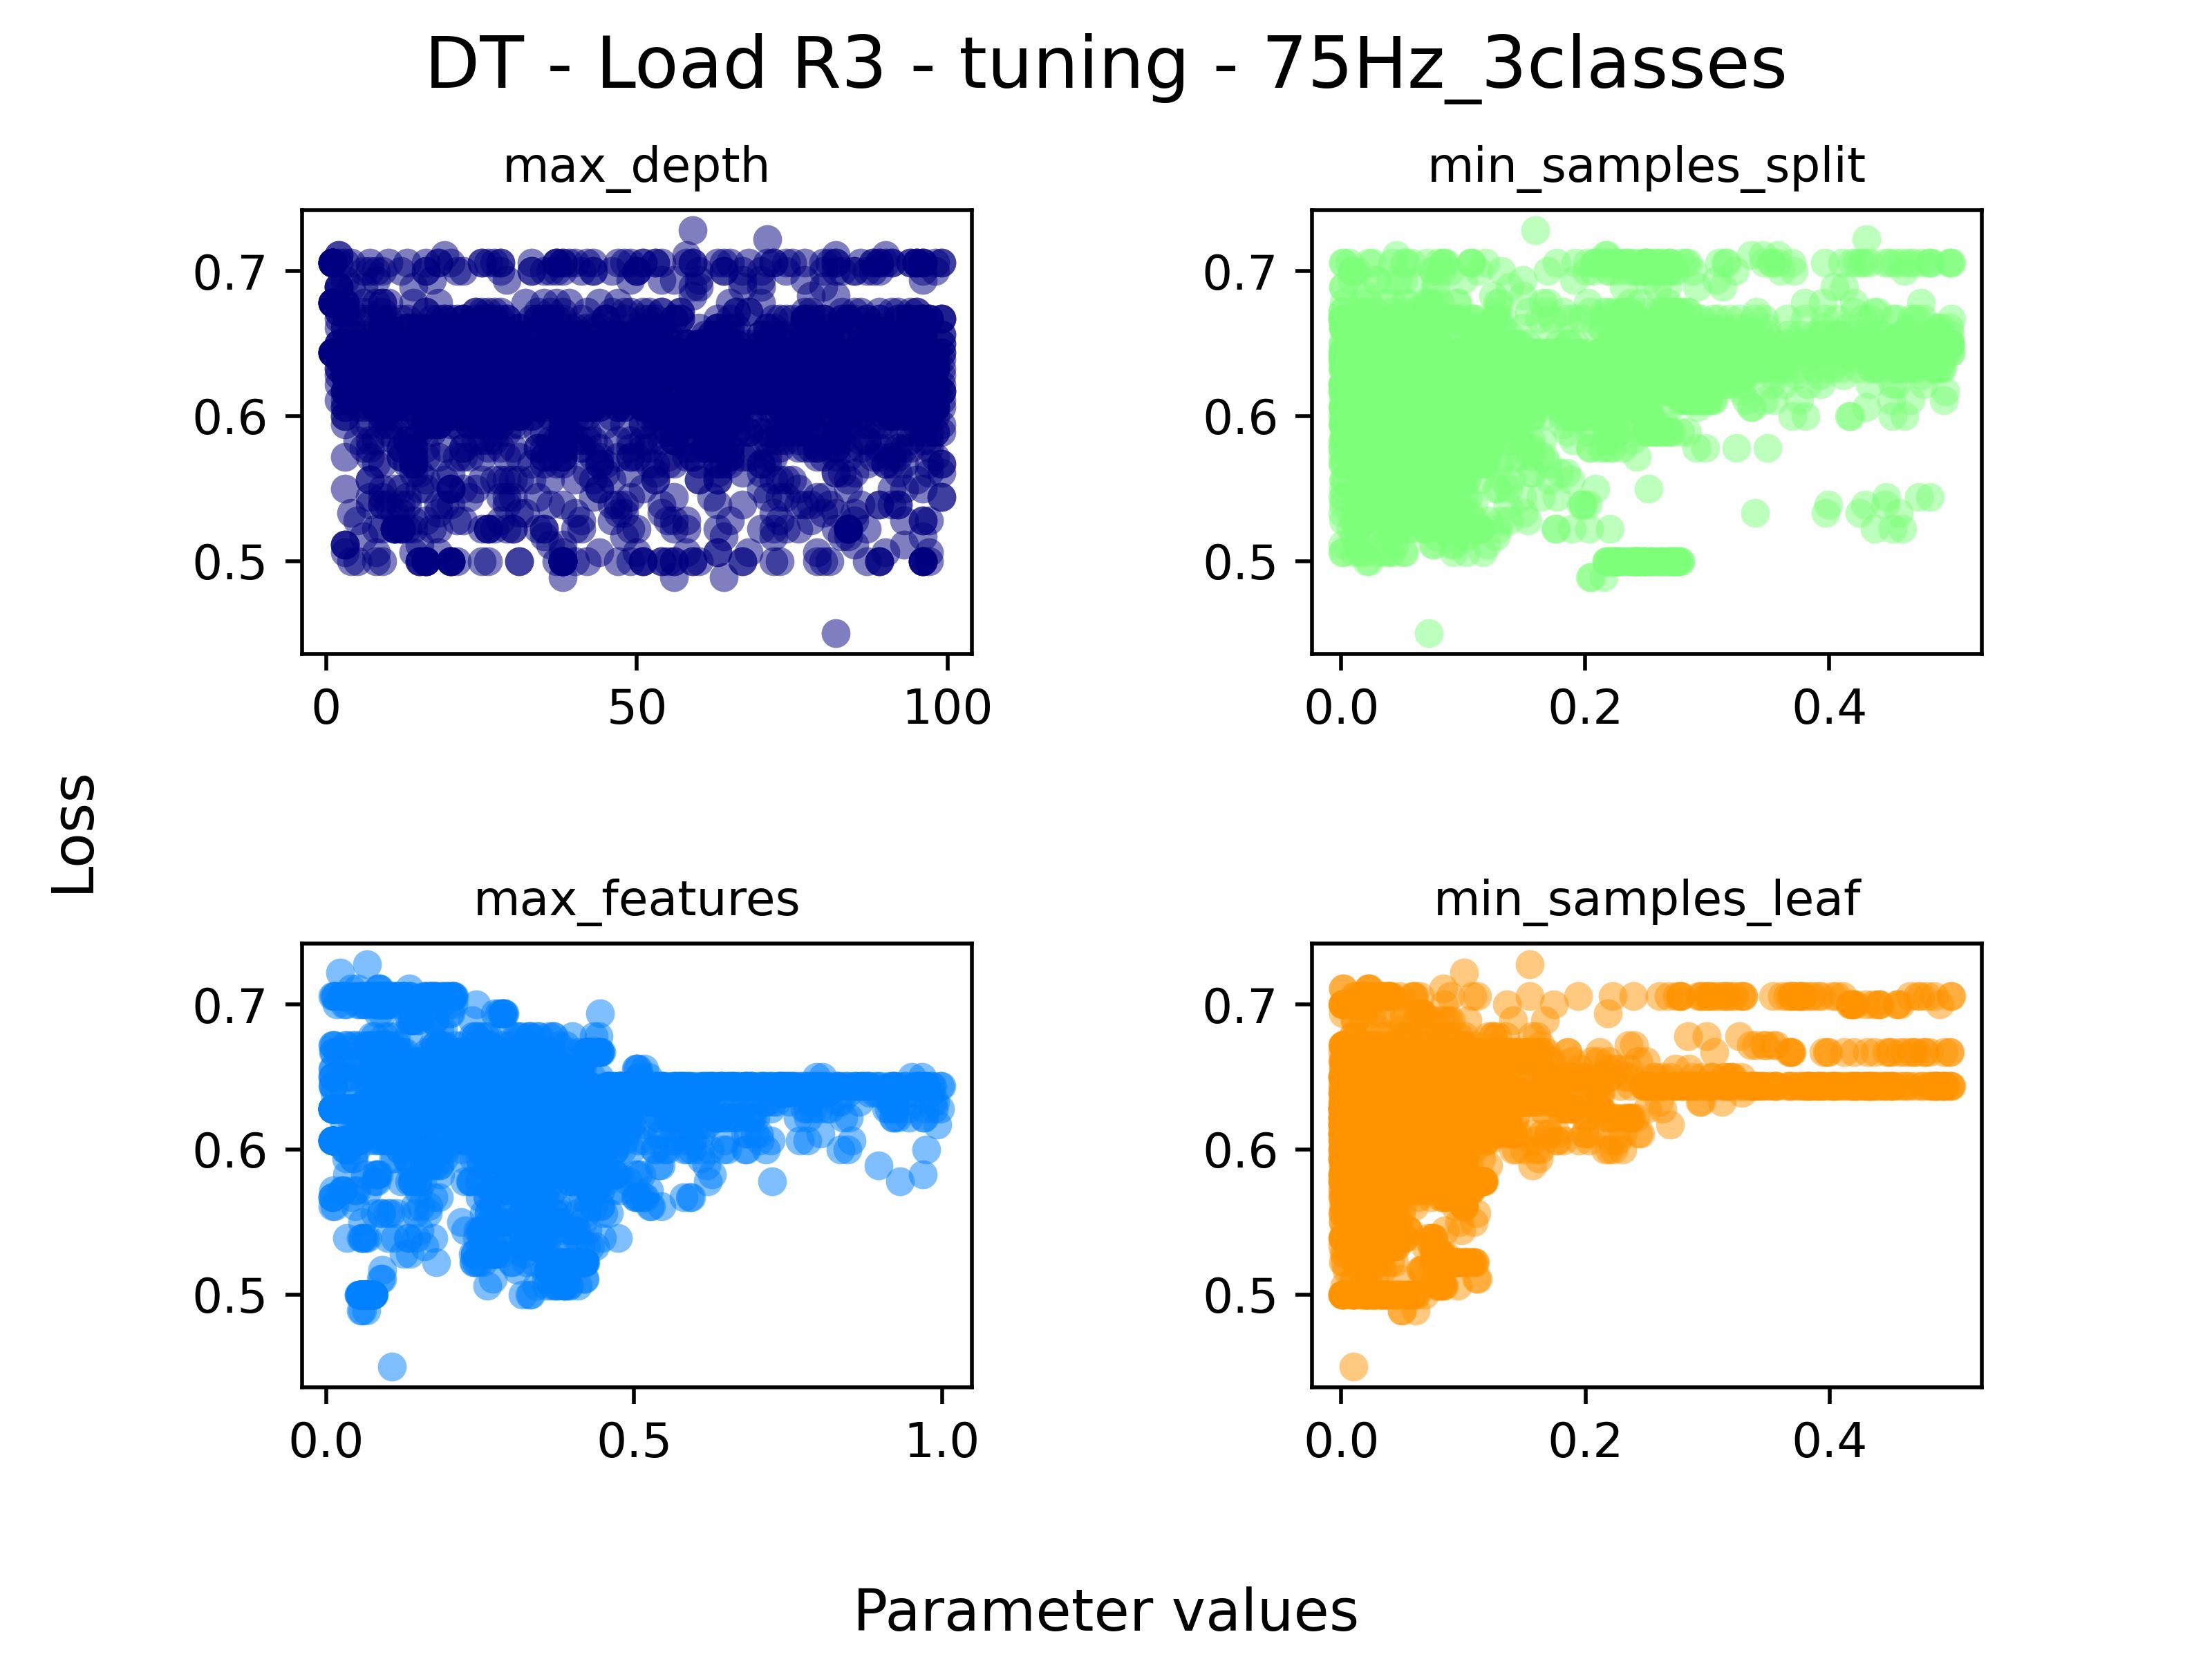 DT - Load R3 - tuning - 75Hz_3classes
max_depth
0.7
0.6
0.5
0 50 100
min_samples_split
0.7
0.6
0.5
0.0 0.2 0.4
Loss
max_features
0.7
0.6
0.5
0.0 0.5 1.0
min_samples_leaf
0.7
0.6
0.5
0.0 0.2 0.4
Parameter values